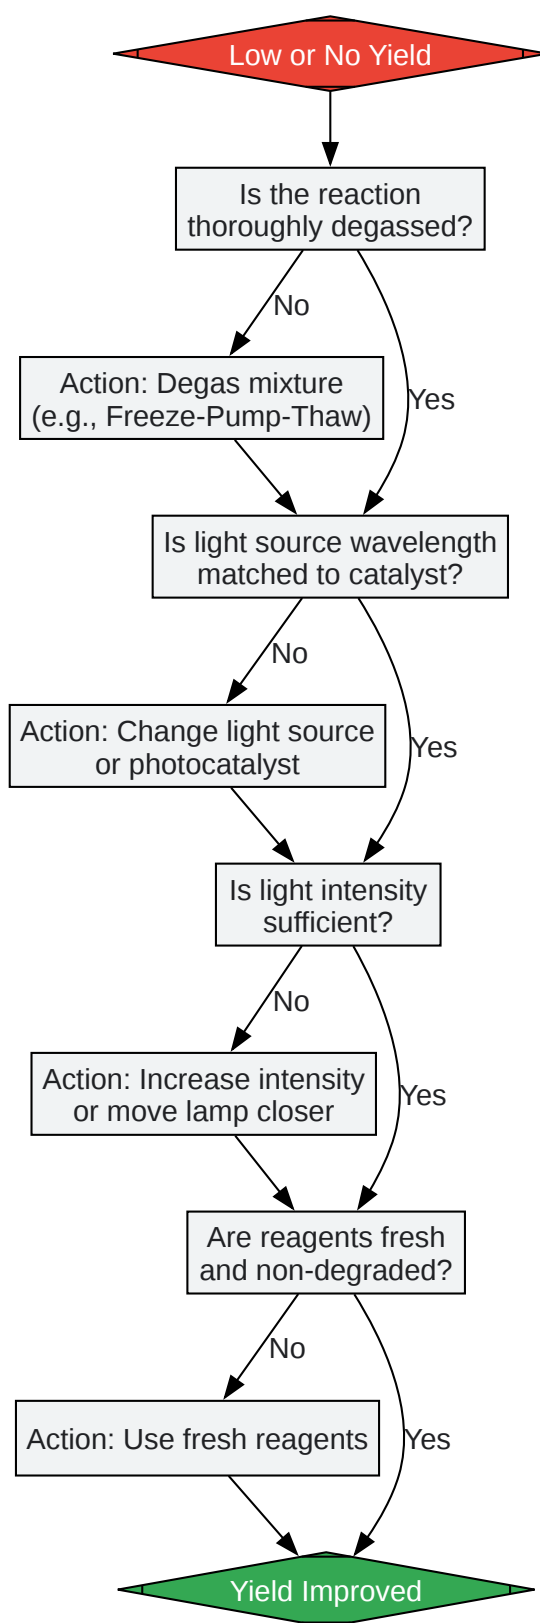 Low or No Yield
Is the reaction
thoroughly degassed?
No
Action: Degas mixture
(e.g., Freeze-Pump-Thaw)
Yes
Is light source wavelength
matched to catalyst?
No
Action: Change light source
or photocatalyst
Yes
Is light intensity
sufficient?
No
Action: Increase intensity
or move lamp closer
Yes
Are reagents fresh
and non-degraded?
No
Action: Use fresh reagents
Yes
Yield Improved